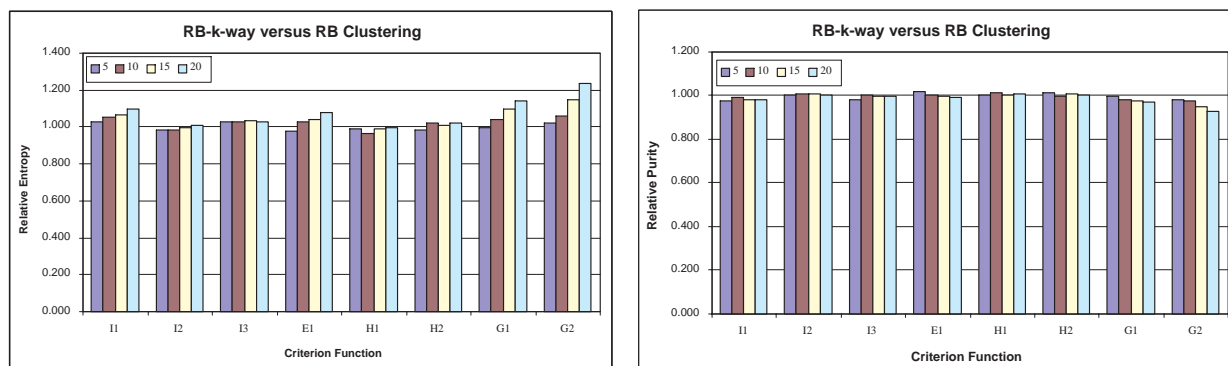 RB-k-way versus RB Clustering
5 10 15 20
Relative Entropy
1.400
1.200
1.000
0.800
0.600
0.400
0.200
0.000
I1 I2 I3 E1 H1 H2 G1 G2
Criterion Function
RB-k-way versus RB Clustering
5 10 15 20
Relative Purity
1.200
1.000
0.800
0.600
0.400
0.200
0.000
I1 I2 I3 E1 H1 H2 G1 G2
Criterion Function